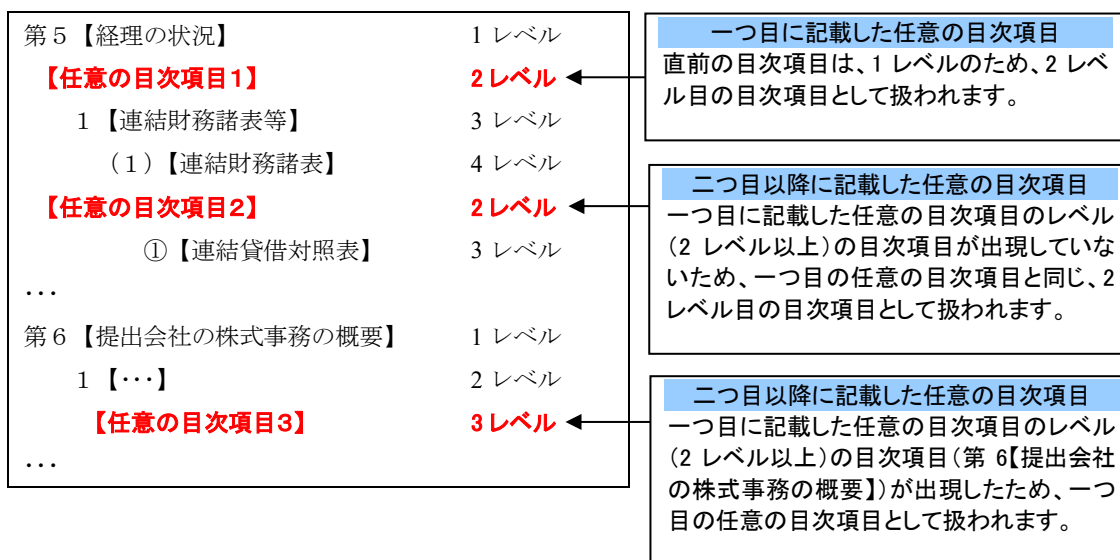 第５【経理の状況】 1 レベル
【任意の目次項目1】 2レベル
１【連結財務諸表等】 3 レベル
（１）【連結財務諸表】 4 レベル
【任意の目次項目２】 2レベル
①【連結貸借対照表】 3 レベル
･･･
第６【提出会社の株式事務の概要】 1 レベル
1【･･･】 2 レベル
【任意の目次項目３】 3レベル
･･･
一つ目に記載した任意の目次項目
直前の目次項目は、1 レベルのため、2 レベ
ル目の目次項目として扱われます。
二つ目以降に記載した任意の目次項目
一つ目に記載した任意の目次項目のレベル
（2 レベル以上）の目次項目が出現していな
いため、一つ目の任意の目次項目と同じ、2
レベル目の目次項目として扱われます。
二つ目以降に記載した任意の目次項目
一つ目に記載した任意の目次項目のレベル
（2 レベル以上）の目次項目（第 6【提出会社
の株式事務の概要】）が出現したため、一つ
目の任意の目次項目として扱われます。